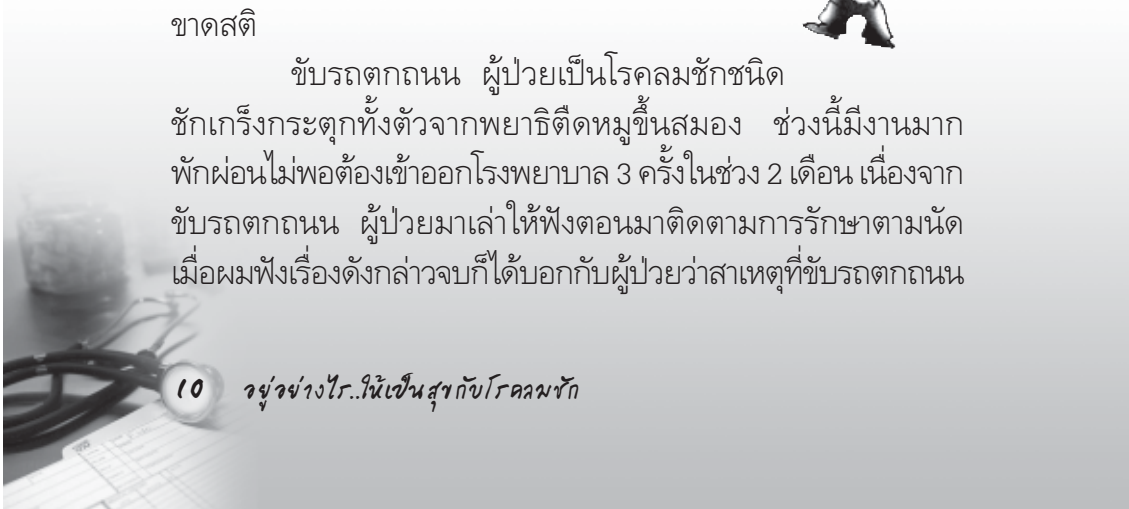 ขาดสติ
ขับรถตกถนน ผู้ป่วยเป็นโรคลมชักชนิด
ชักเกร็งกระตุกทั้งตัวจากพยาธิตืดหมูขึ้นสมอง ช่วงนี้มีงานมาก
พักผ่อนไม่พอต้องเข้าออกโรงพยาบาล 3 ครั้งในช่วง 2 เดือน เนื่องจาก
ขับรถตกถนน ผู้ป่วยมาเล่าให้ฟังตอนมาติดตามการรักษาตามนัด
เมื่อผมฟังเรื่องดังกล่าวจบก็ได้บอกกับผู้ป่วยว่าสาเหตุที่ขับรถตกถนน
10 อยู่อย่างไร..ให้เป็นสุขกับโรคลมชัก